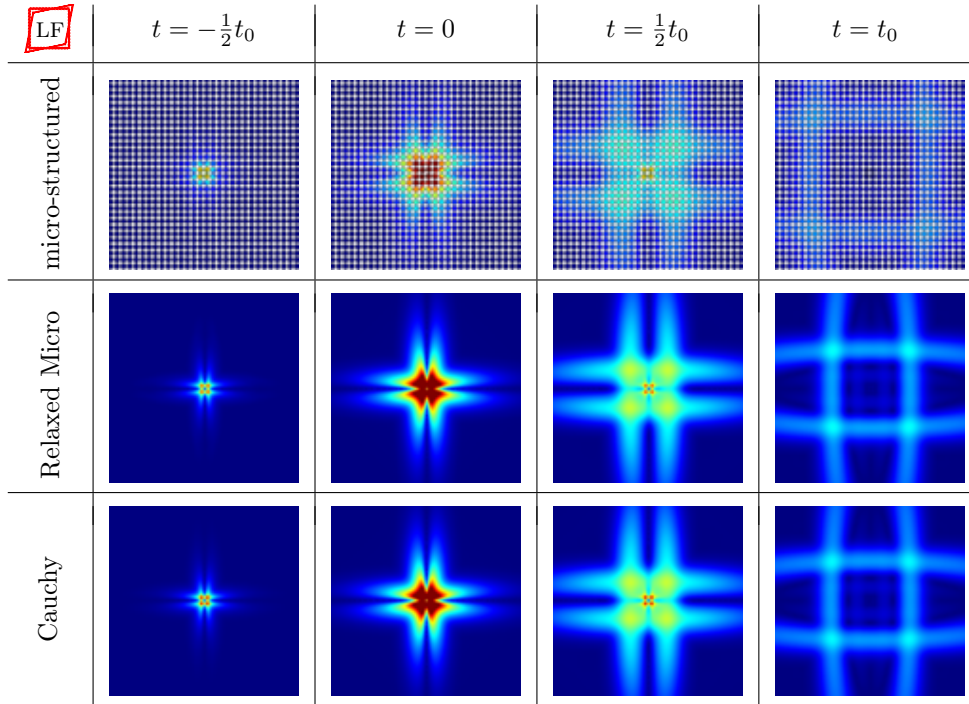 LF
t = −½t₀
t = 0
t = ½t₀
t = t₀
micro-structured
Relaxed Micro
Cauchy